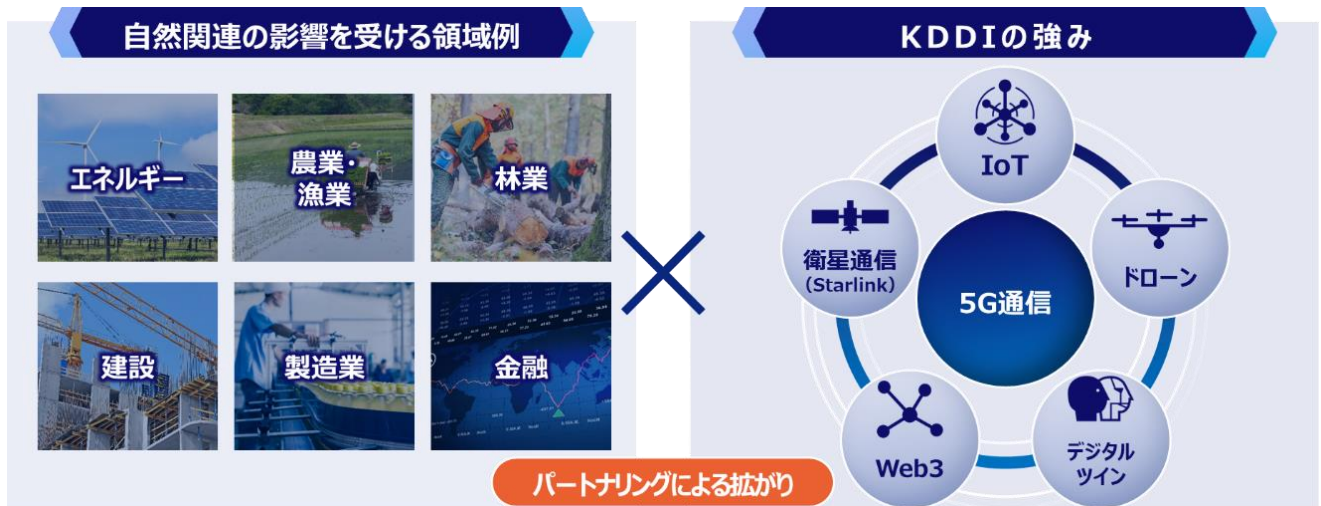 自然関連の影響を受ける領域例
KDDIの強み
エネルギー
農業・
漁業
林業
建設
製造業
金融
IoT
衛星通信
(Starlink)
ドローン
5G通信
Web3
デジタル
ツイン
パートナリングによる拡がり